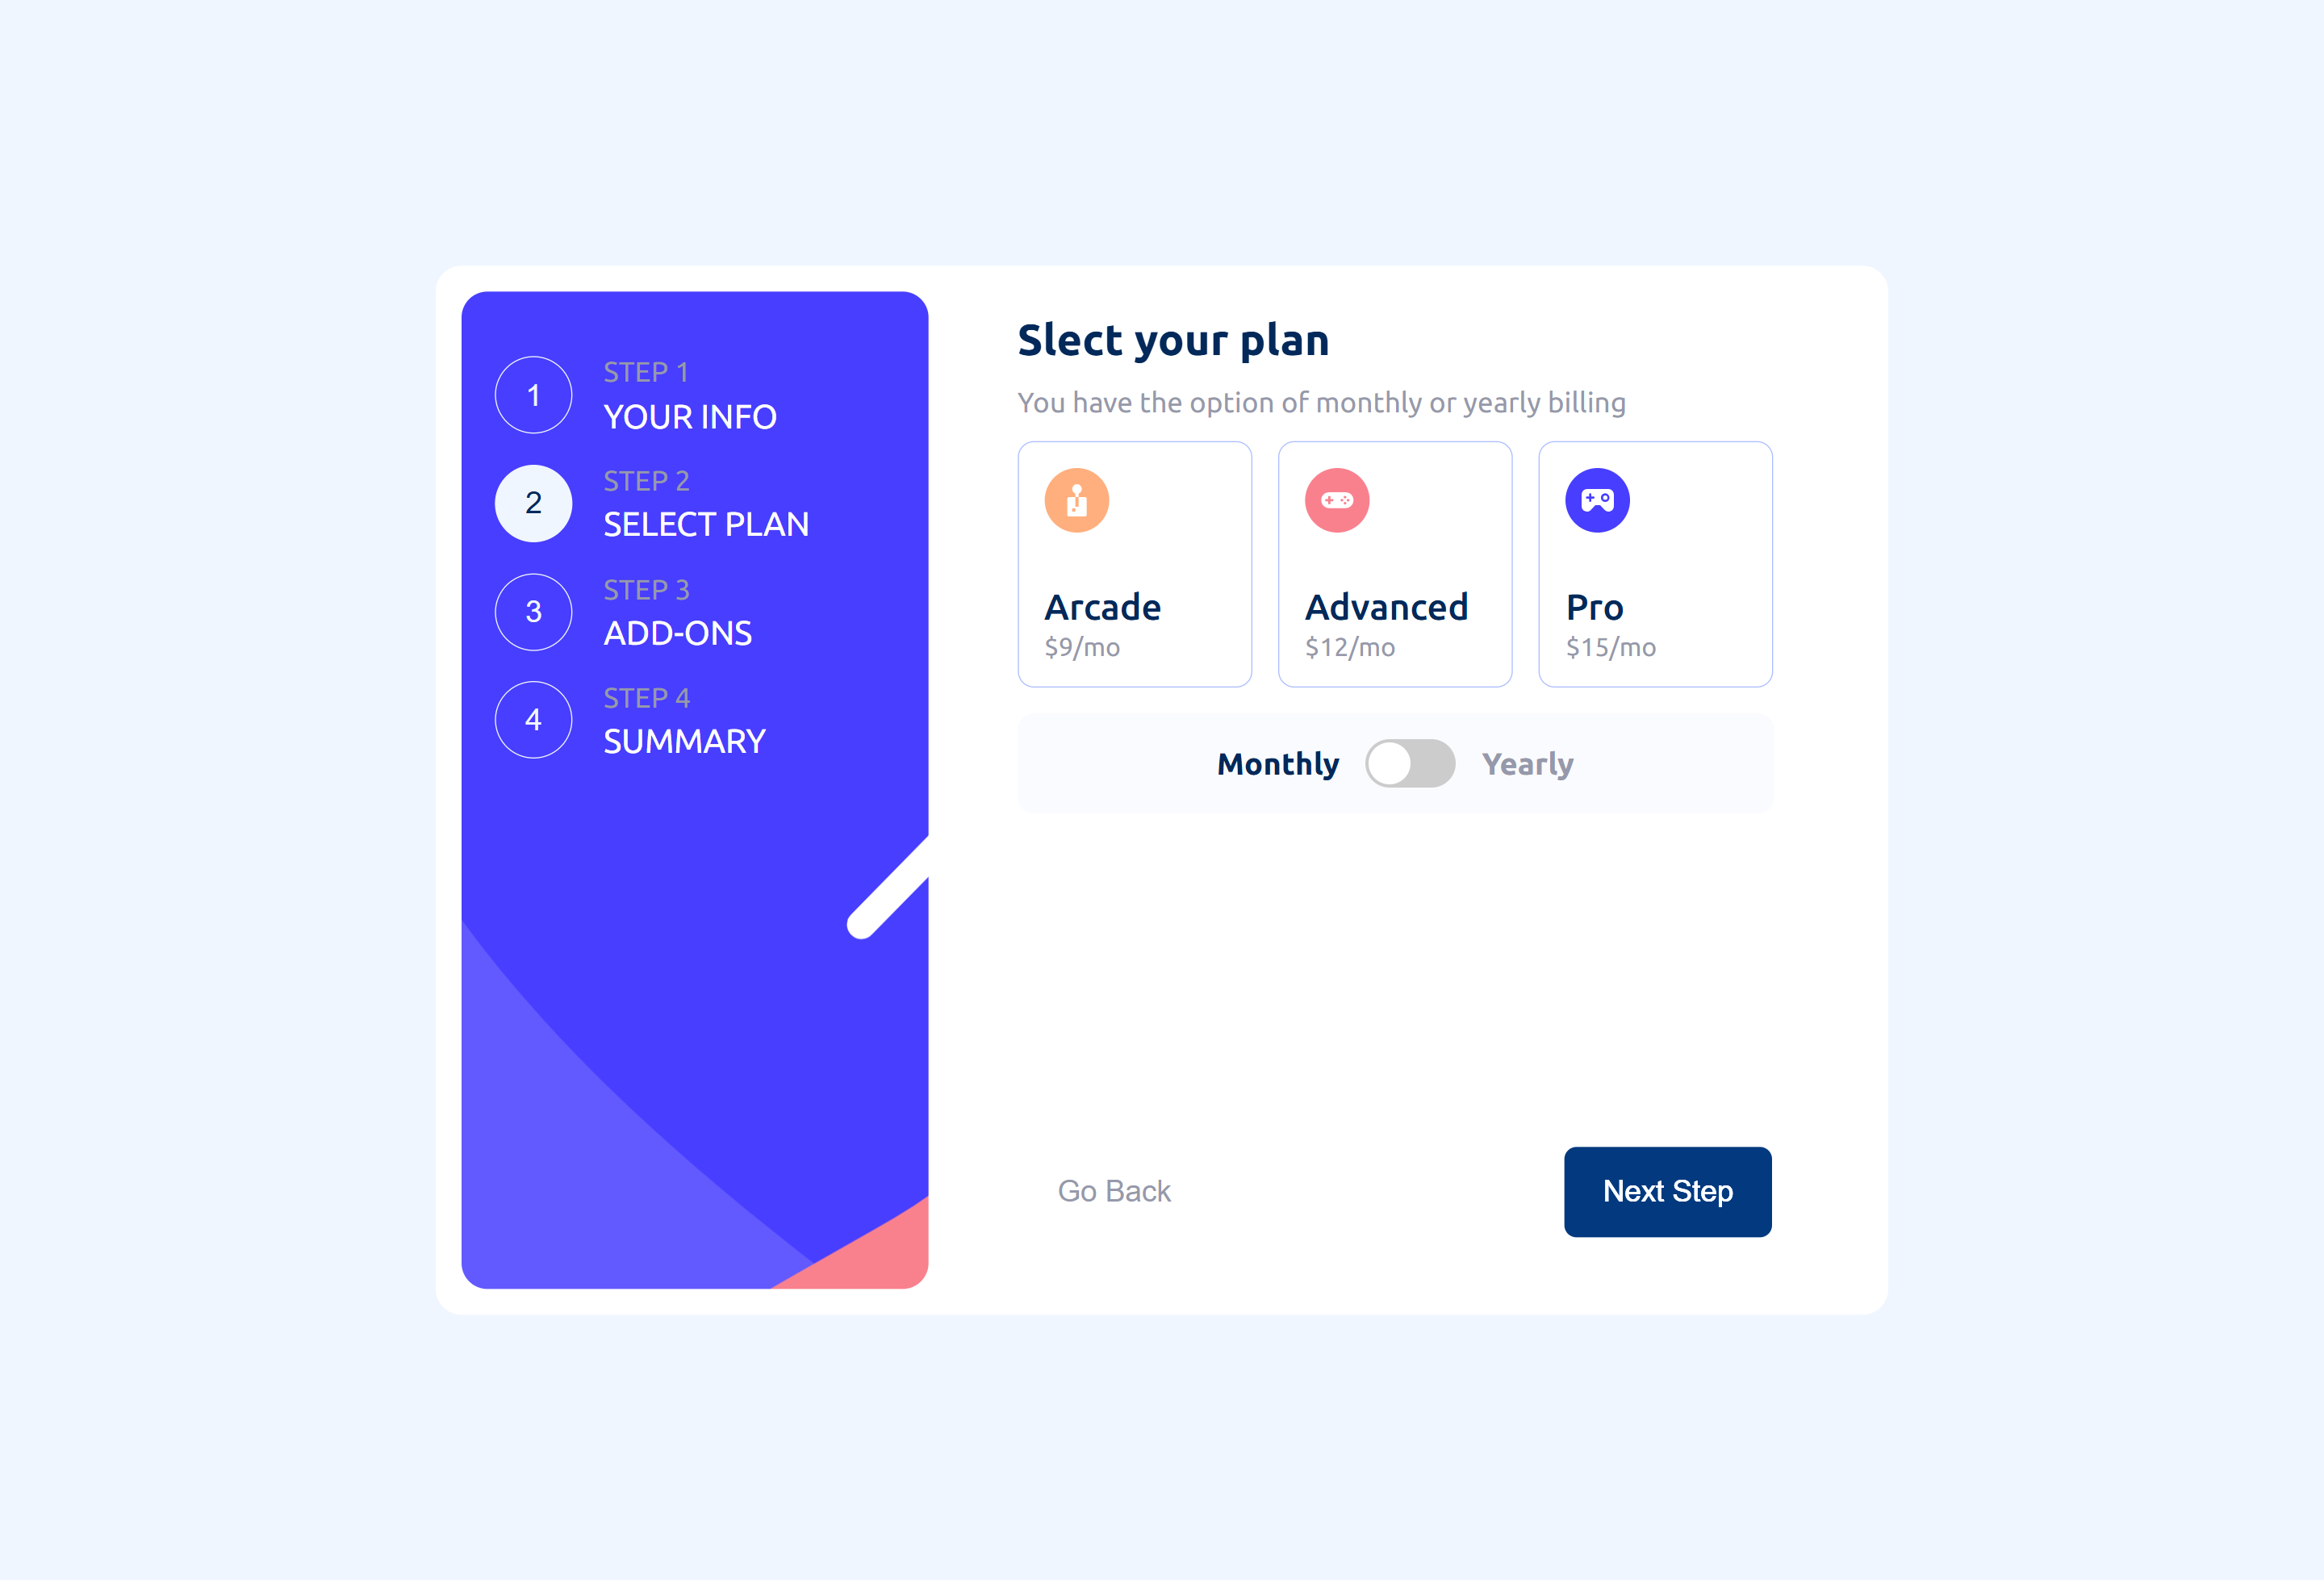 1
STEP 1
YOUR INFO
2
STEP 2
SELECT PLAN
3
STEP 3
ADD-ONS
4
STEP 4
SUMMARY
Slect your plan
You have the option of monthly or yearly billing
Arcade
$9/mo
Advanced
$12/mo
Pro
$15/mo
Monthly
Yearly
Go Back
Next Step